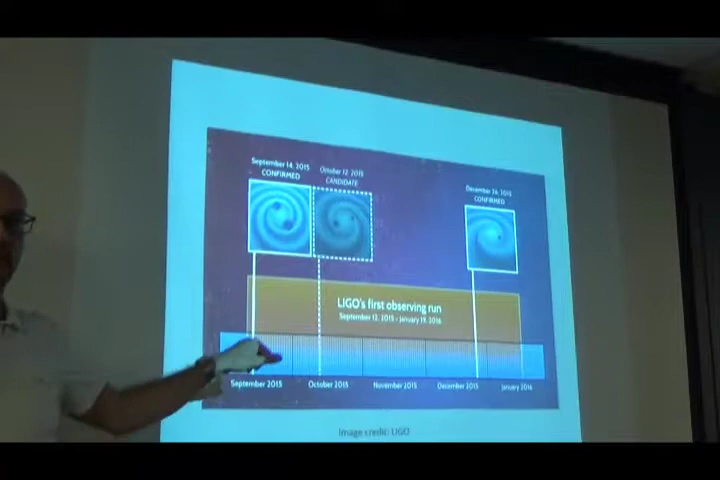 September 14, 2015
CONFIRMED
October 12, 2015
CANDIDATE
December 26, 2015
CONFIRMED
LIGO's first observing run
September 12, 2015 - January 19, 2016
September 2015
October 2015
November 2015
December 2015
January 2016
Image credit: LIGO